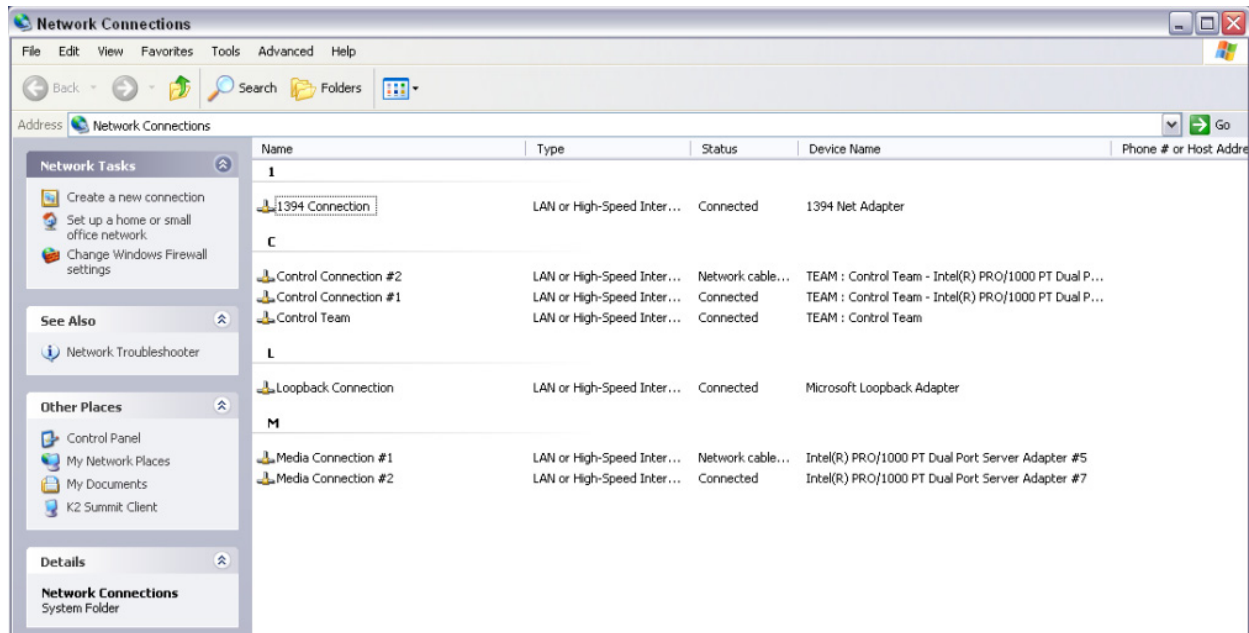 Network Connections
File Edit View Favorites Tools Advanced Help
Back Search Folders
Address Network Connections Go
Name Type Status Device Name Phone # or Host Addre
Network Tasks
Create a new connection
Set up a home or small
office network
Change Windows Firewall
settings
See Also
Network Troubleshooter
Other Places
Control Panel
My Network Places
My Documents
K2 Summit Client
Details
Network Connections
System Folder
1
1394 Connection LAN or High-Speed Inter... Connected 1394 Net Adapter
C
Control Connection #2 LAN or High-Speed Inter... Network cable... TEAM : Control Team - Intel(R) PRO/1000 PT Dual P...
Control Connection #1 LAN or High-Speed Inter... Connected TEAM : Control Team - Intel(R) PRO/1000 PT Dual P...
Control Team LAN or High-Speed Inter... Connected TEAM : Control Team
L
Loopback Connection LAN or High-Speed Inter... Connected Microsoft Loopback Adapter
M
Media Connection #1 LAN or High-Speed Inter... Network cable... Intel(R) PRO/1000 PT Dual Port Server Adapter #5
Media Connection #2 LAN or High-Speed Inter... Connected Intel(R) PRO/1000 PT Dual Port Server Adapter #7